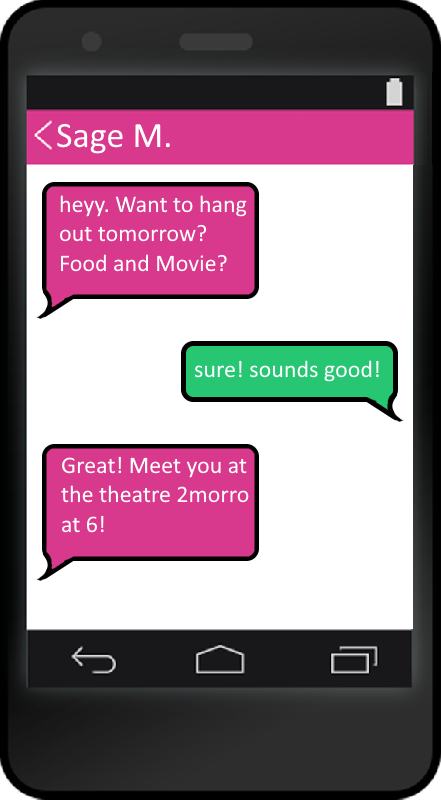 Sage M.
heyy. Want to hang
out tomorrow?
Food and Movie?
sure! sounds good!
Great! Meet you at
the theatre 2morro
at 6!